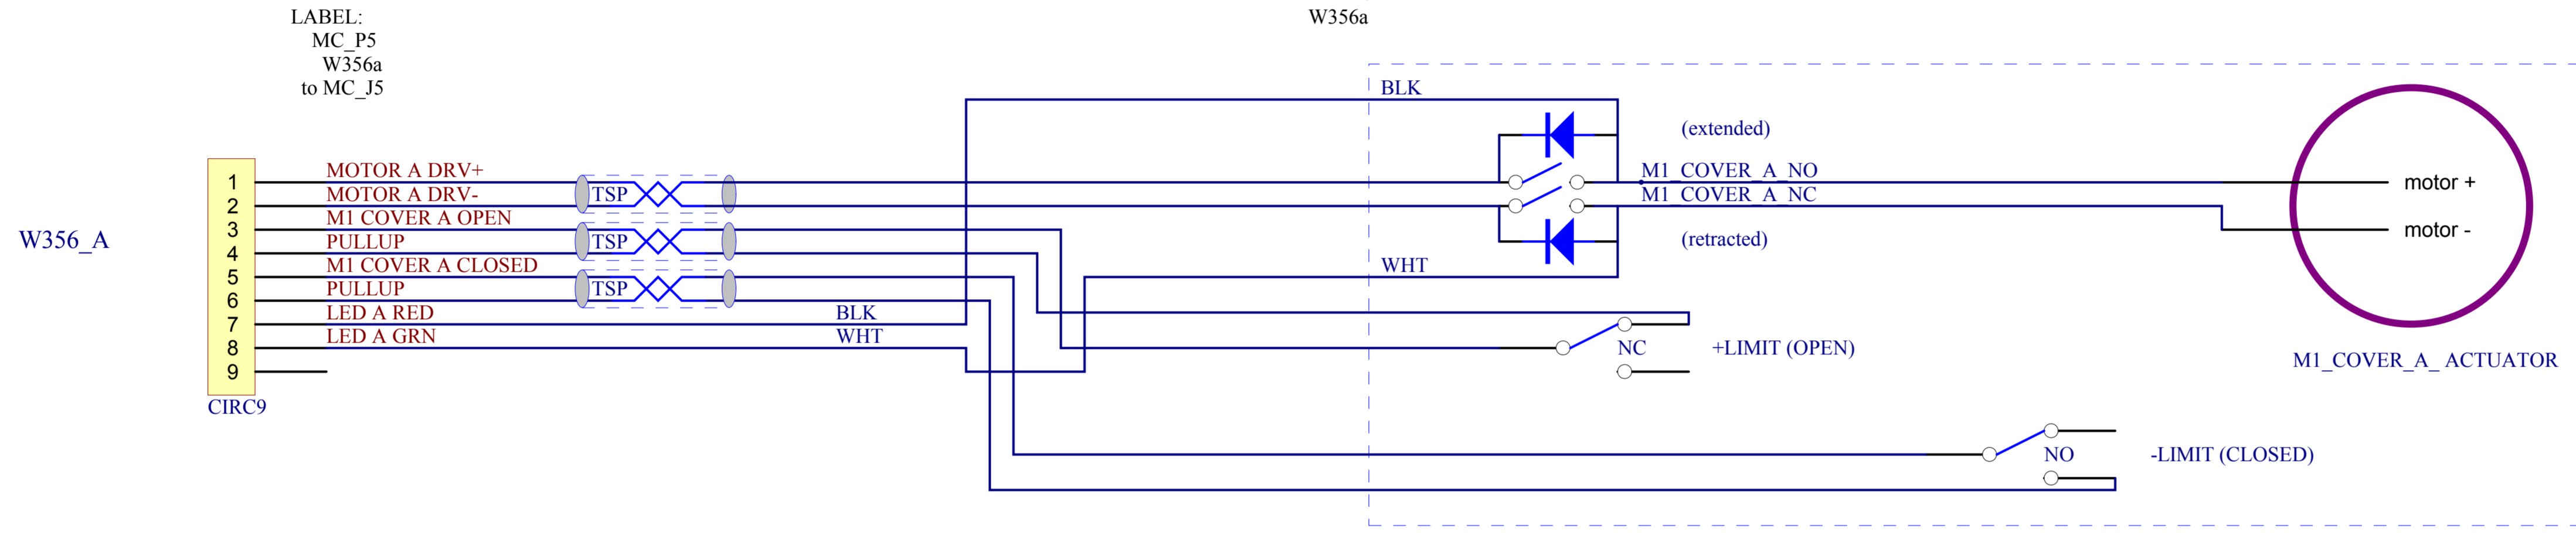 LABEL:
MC_P5
W356a
to MC_J5
W356a
W356_A
1
2
3
4
5
6
7
8
9
CIRC9
MOTOR A DRV+
MOTOR A DRV-
M1 COVER A OPEN
PULLUP
M1 COVER A CLOSED
PULLUP
LED A RED
LED A GRN
TSP
TSP
TSP
BLK
WHT
BLK
(extended)
M1_COVER_A_NO
M1_COVER_A_NC
(retracted)
WHT
NC
+LIMIT (OPEN)
NO
-LIMIT (CLOSED)
motor +
motor -
M1_COVER_A_ ACTUATOR